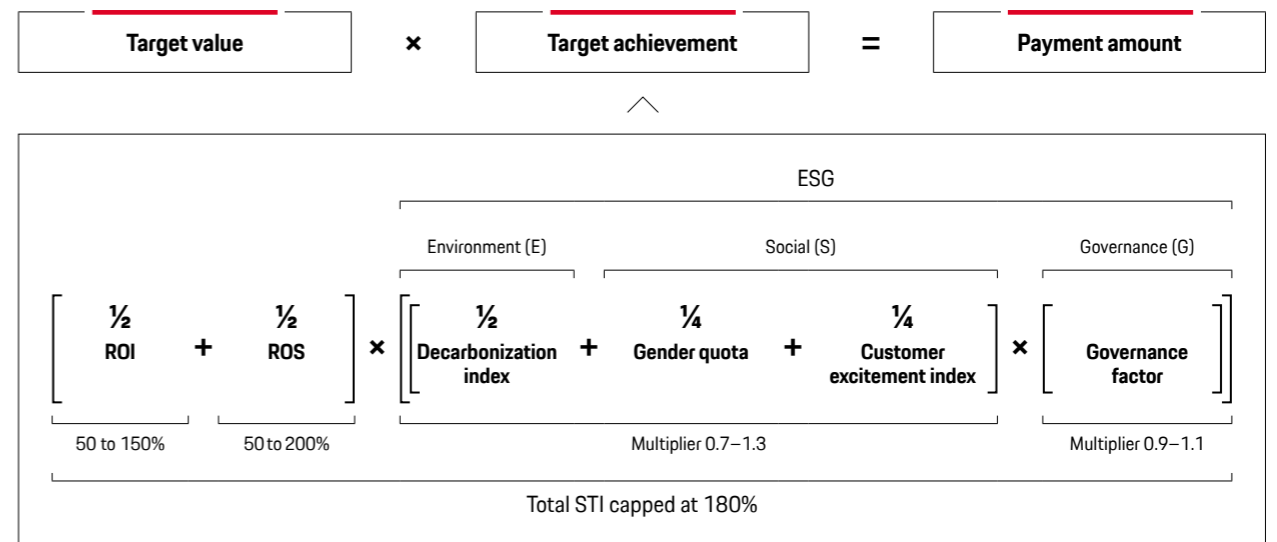 Target value × Target achievement = Payment amount
ESG
Environment (E) Social (S) Governance (G)
½ ½ ½ ¼ ¼
ROI + ROS × Decarbonization index + Gender quota + Customer excitement index × Governance factor
50 to 150% 50 to 200% Multiplier 0.7–1.3 Multiplier 0.9–1.1
Total STI capped at 180%